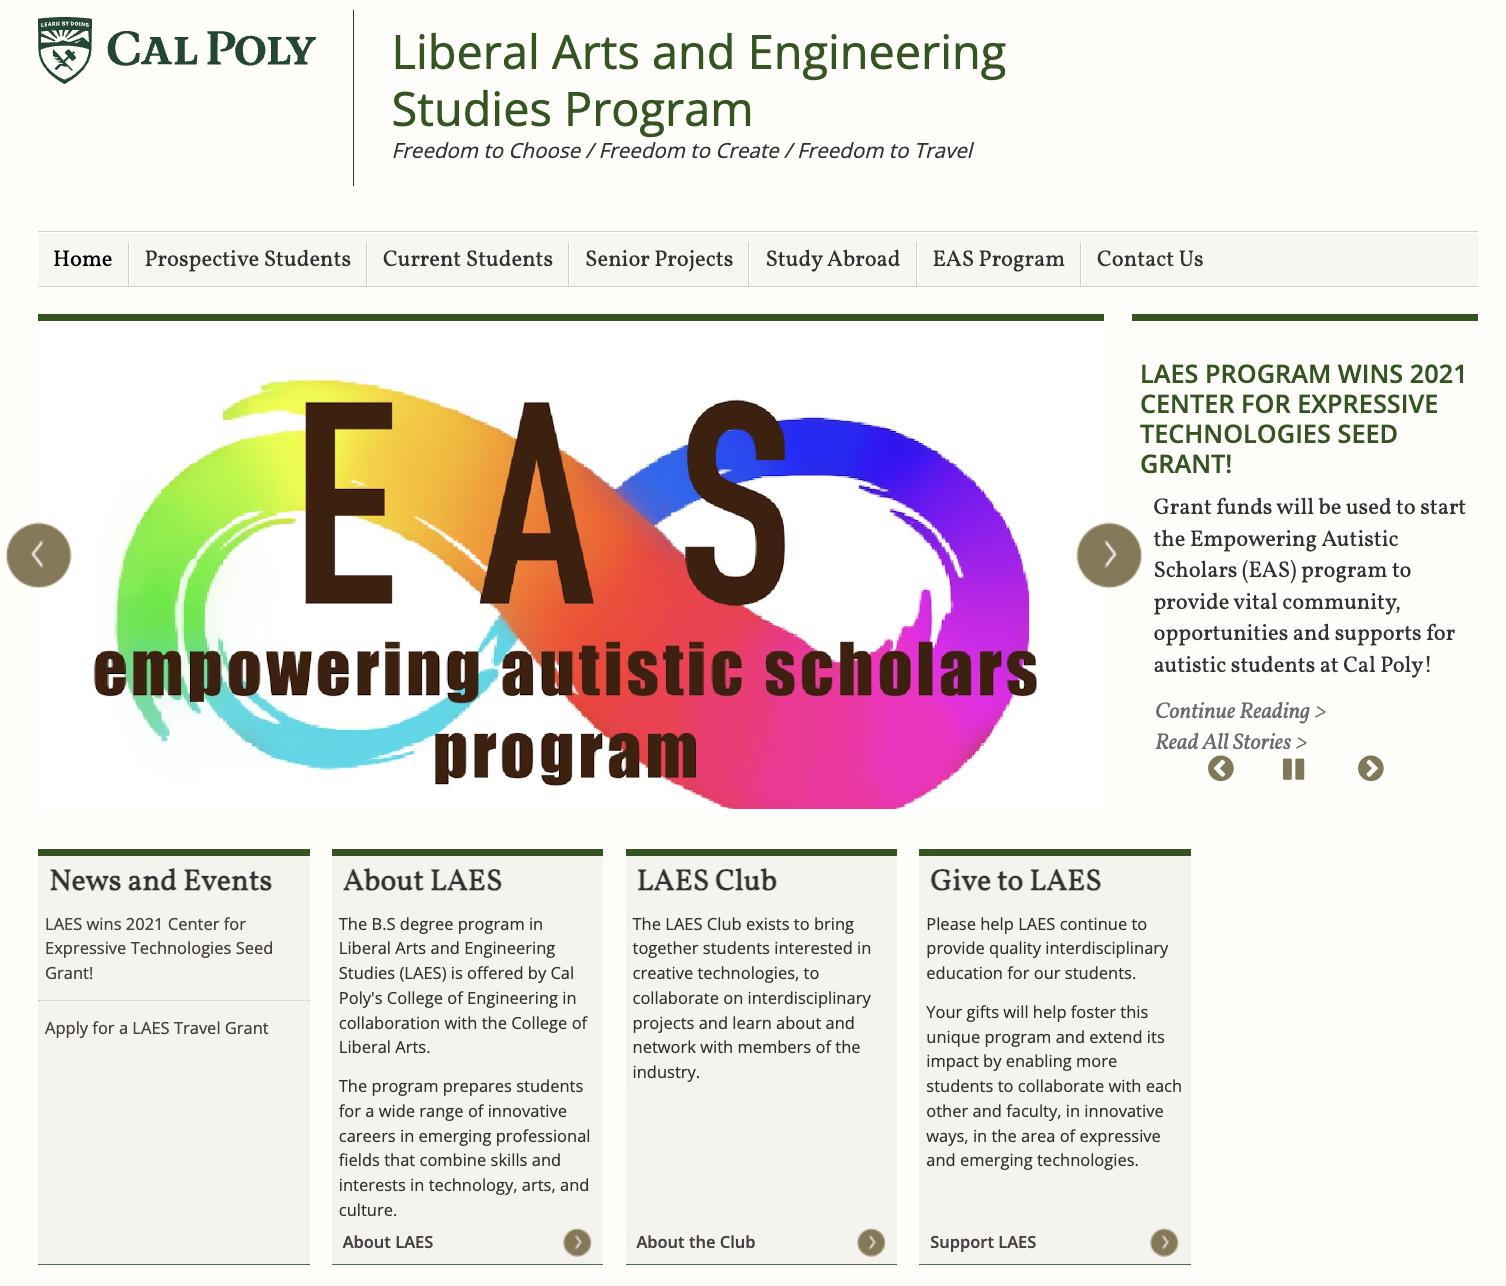 LEARN BY DOING
CAL POLY
Liberal Arts and Engineering
Studies Program
Freedom to Choose / Freedom to Create / Freedom to Travel
Home
Prospective Students
Current Students
Senior Projects
Study Abroad
EAS Program
Contact Us
EAS
empowering autistic scholars
program
LAES PROGRAM WINS 2021
CENTER FOR EXPRESSIVE
TECHNOLOGIES SEED
GRANT!
Grant funds will be used to start
the Empowering Autistic
Scholars (EAS) program to
provide vital community,
opportunities and supports for
autistic students at Cal Poly!
Continue Reading >
Read All Stories >
News and Events
LAES wins 2021 Center for
Expressive Technologies Seed
Grant!
Apply for a LAES Travel Grant
About LAES
The B.S degree program in
Liberal Arts and Engineering
Studies (LAES) is offered by Cal
Poly's College of Engineering in
collaboration with the College of
Liberal Arts.
The program prepares students
for a wide range of innovative
careers in emerging professional
fields that combine skills and
interests in technology, arts, and
culture.
About LAES
LAES Club
The LAES Club exists to bring
together students interested in
creative technologies, to
collaborate on interdisciplinary
projects and learn about and
network with members of the
industry.
About the Club
Give to LAES
Please help LAES continue to
provide quality interdisciplinary
education for our students.
Your gifts will help foster this
unique program and extend its
impact by enabling more
students to collaborate with each
other and faculty, in innovative
ways, in the area of expressive
and emerging technologies.
Support LAES